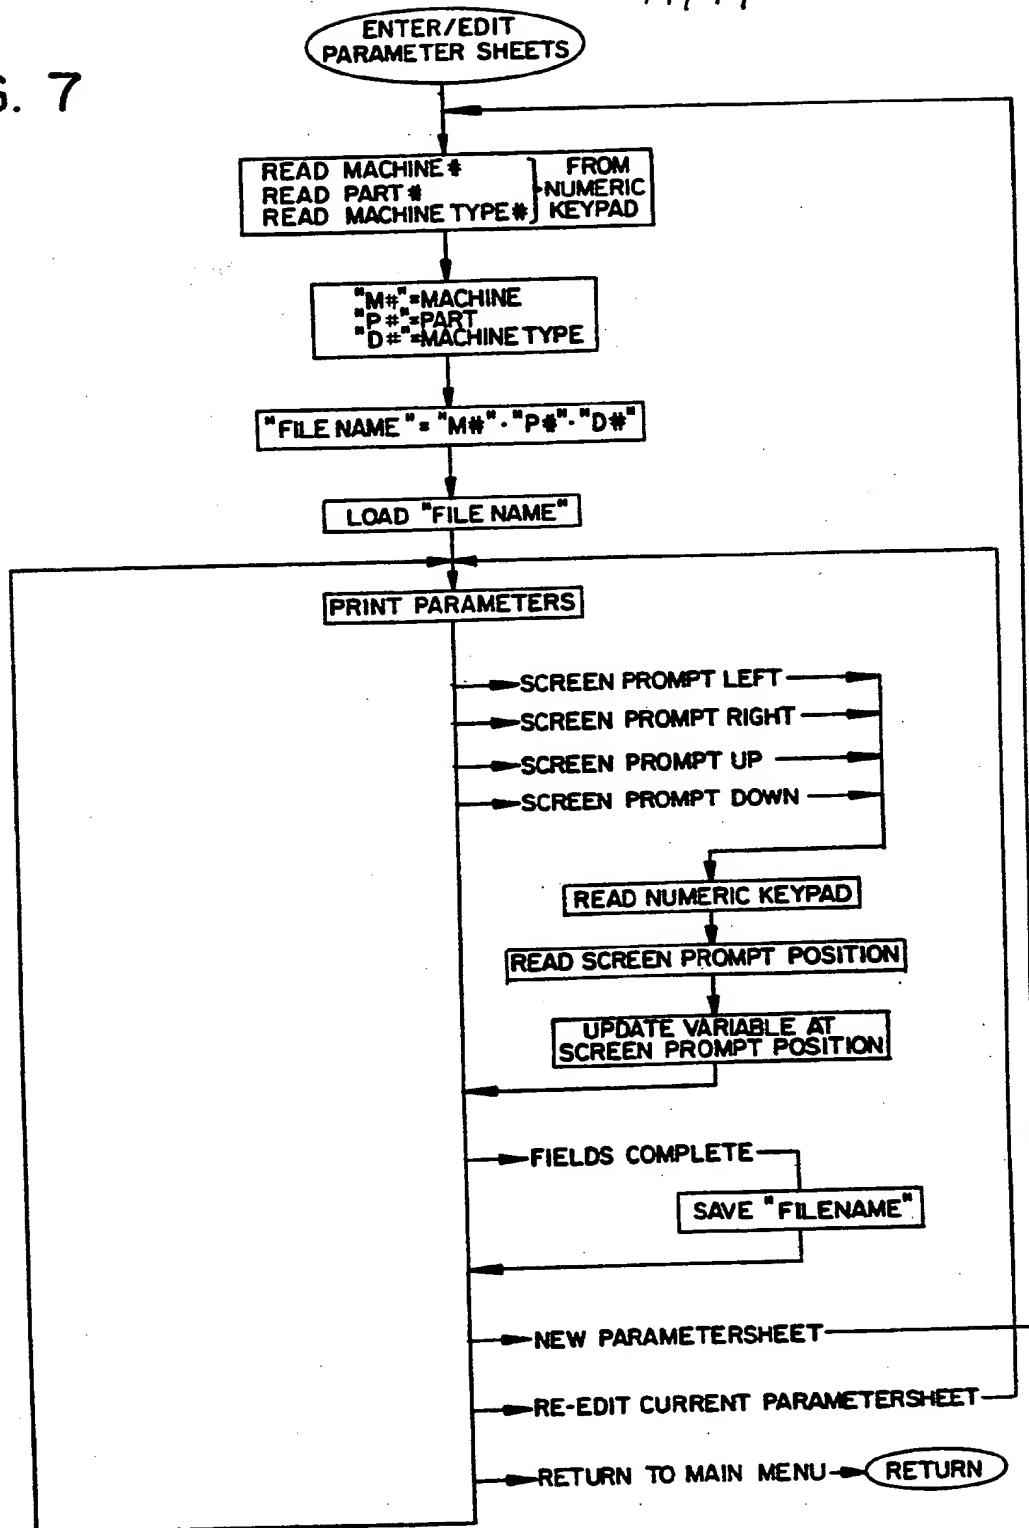 ENTER/EDIT
PARAMETER SHEETS
G. 7
READ MACHINE#
READ PART#
READ MACHINE TYPE#
FROM
NUMERIC
KEYPAD
"M#"=MACHINE
"P#"=PART
"D#"=MACHINE TYPE
"FILE NAME" = "M#"-"P#"-"D#"
LOAD "FILE NAME"
PRINT PARAMETERS
SCREEN PROMPT LEFT
SCREEN PROMPT RIGHT
SCREEN PROMPT UP
SCREEN PROMPT DOWN
READ NUMERIC KEYPAD
READ SCREEN PROMPT POSITION
UPDATE VARIABLE AT
SCREEN PROMPT POSITION
FIELDS COMPLETE
SAVE "FILENAME"
NEW PARAMETERSHEET
RE-EDIT CURRENT PARAMETERSHEET
RETURN TO MAIN MENU
RETURN